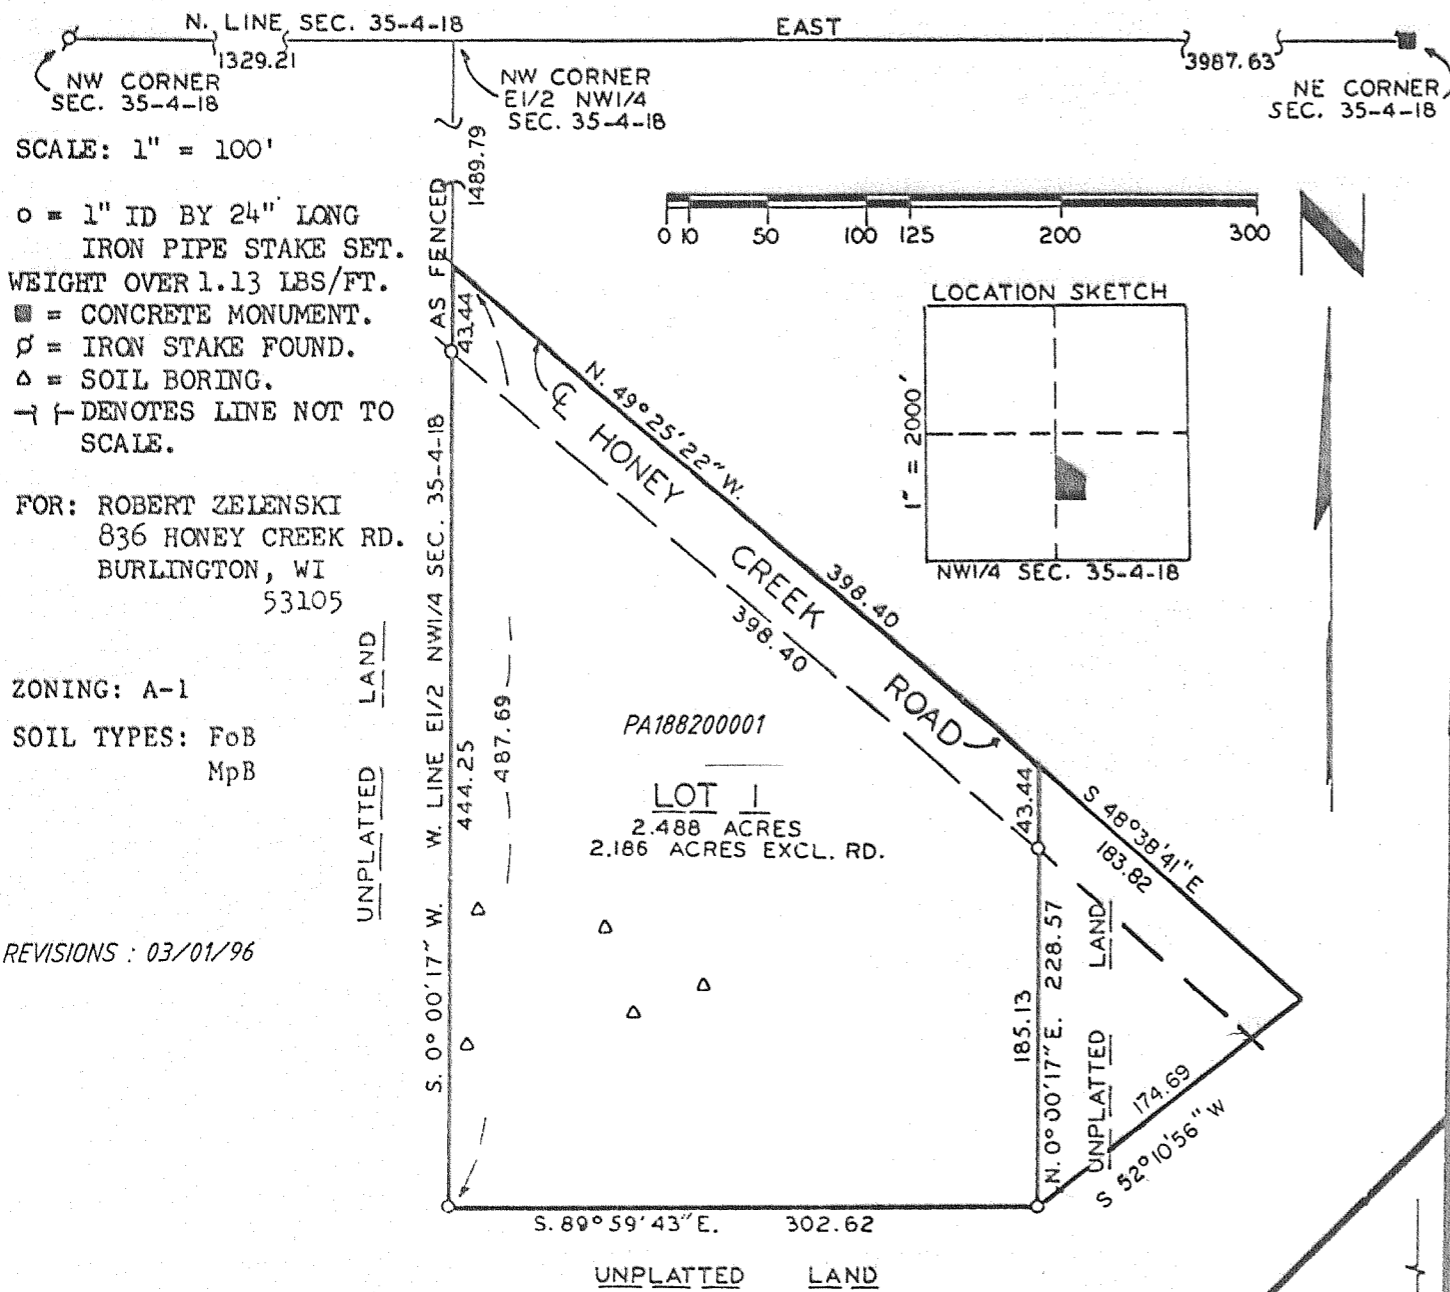 N. LINE SEC. 35-4-18
EAST
1329.21
3987.63
NW CORNER
SEC. 35-4-18
NW CORNER
E1/2 NW1/4
SEC. 35-4-18
NE CORNER
SEC. 35-4-18
SCALE: 1" = 100'
O = 1" ID BY 24" LONG
IRON PIPE STAKE SET.
WEIGHT OVER 1.13 LBS/FT.
■ = CONCRETE MONUMENT.
ø = IRON STAKE FOUND.
△ = SOIL BORING.
DENOTES LINE NOT TO
SCALE.
FOR: ROBERT ZELENSKI
836 HONEY CREEK RD.
BURLINGTON, WI
53105
ZONING: A-1
SOIL TYPES: FoB
MpB
REVISIONS : 03/01/96
1489.79
AS FENCED
43.44
0 10 50 100 125 200 300
LOCATION SKETCH
1" = 2000'
NW1/4 SEC. 35-4-18
N. 49°25'22" W.
398.40
℄ HONEY CREEK ROAD
398.40
S. 0°00'17" W. W. LINE E1/2 NW1/4 SEC. 35-4-18
444.25
487.69
UNPLATTED LAND
PA188200001
LOT 1
2.488 ACRES
2.186 ACRES EXCL. RD.
43.44
S 48°38'41" E
183.82
N. 0°00'17" E. 228.57
185.13
UNPLATTED LAND
174.69
S 52°10'56" W
S. 89°59'43" E. 302.62
UNPLATTED LAND